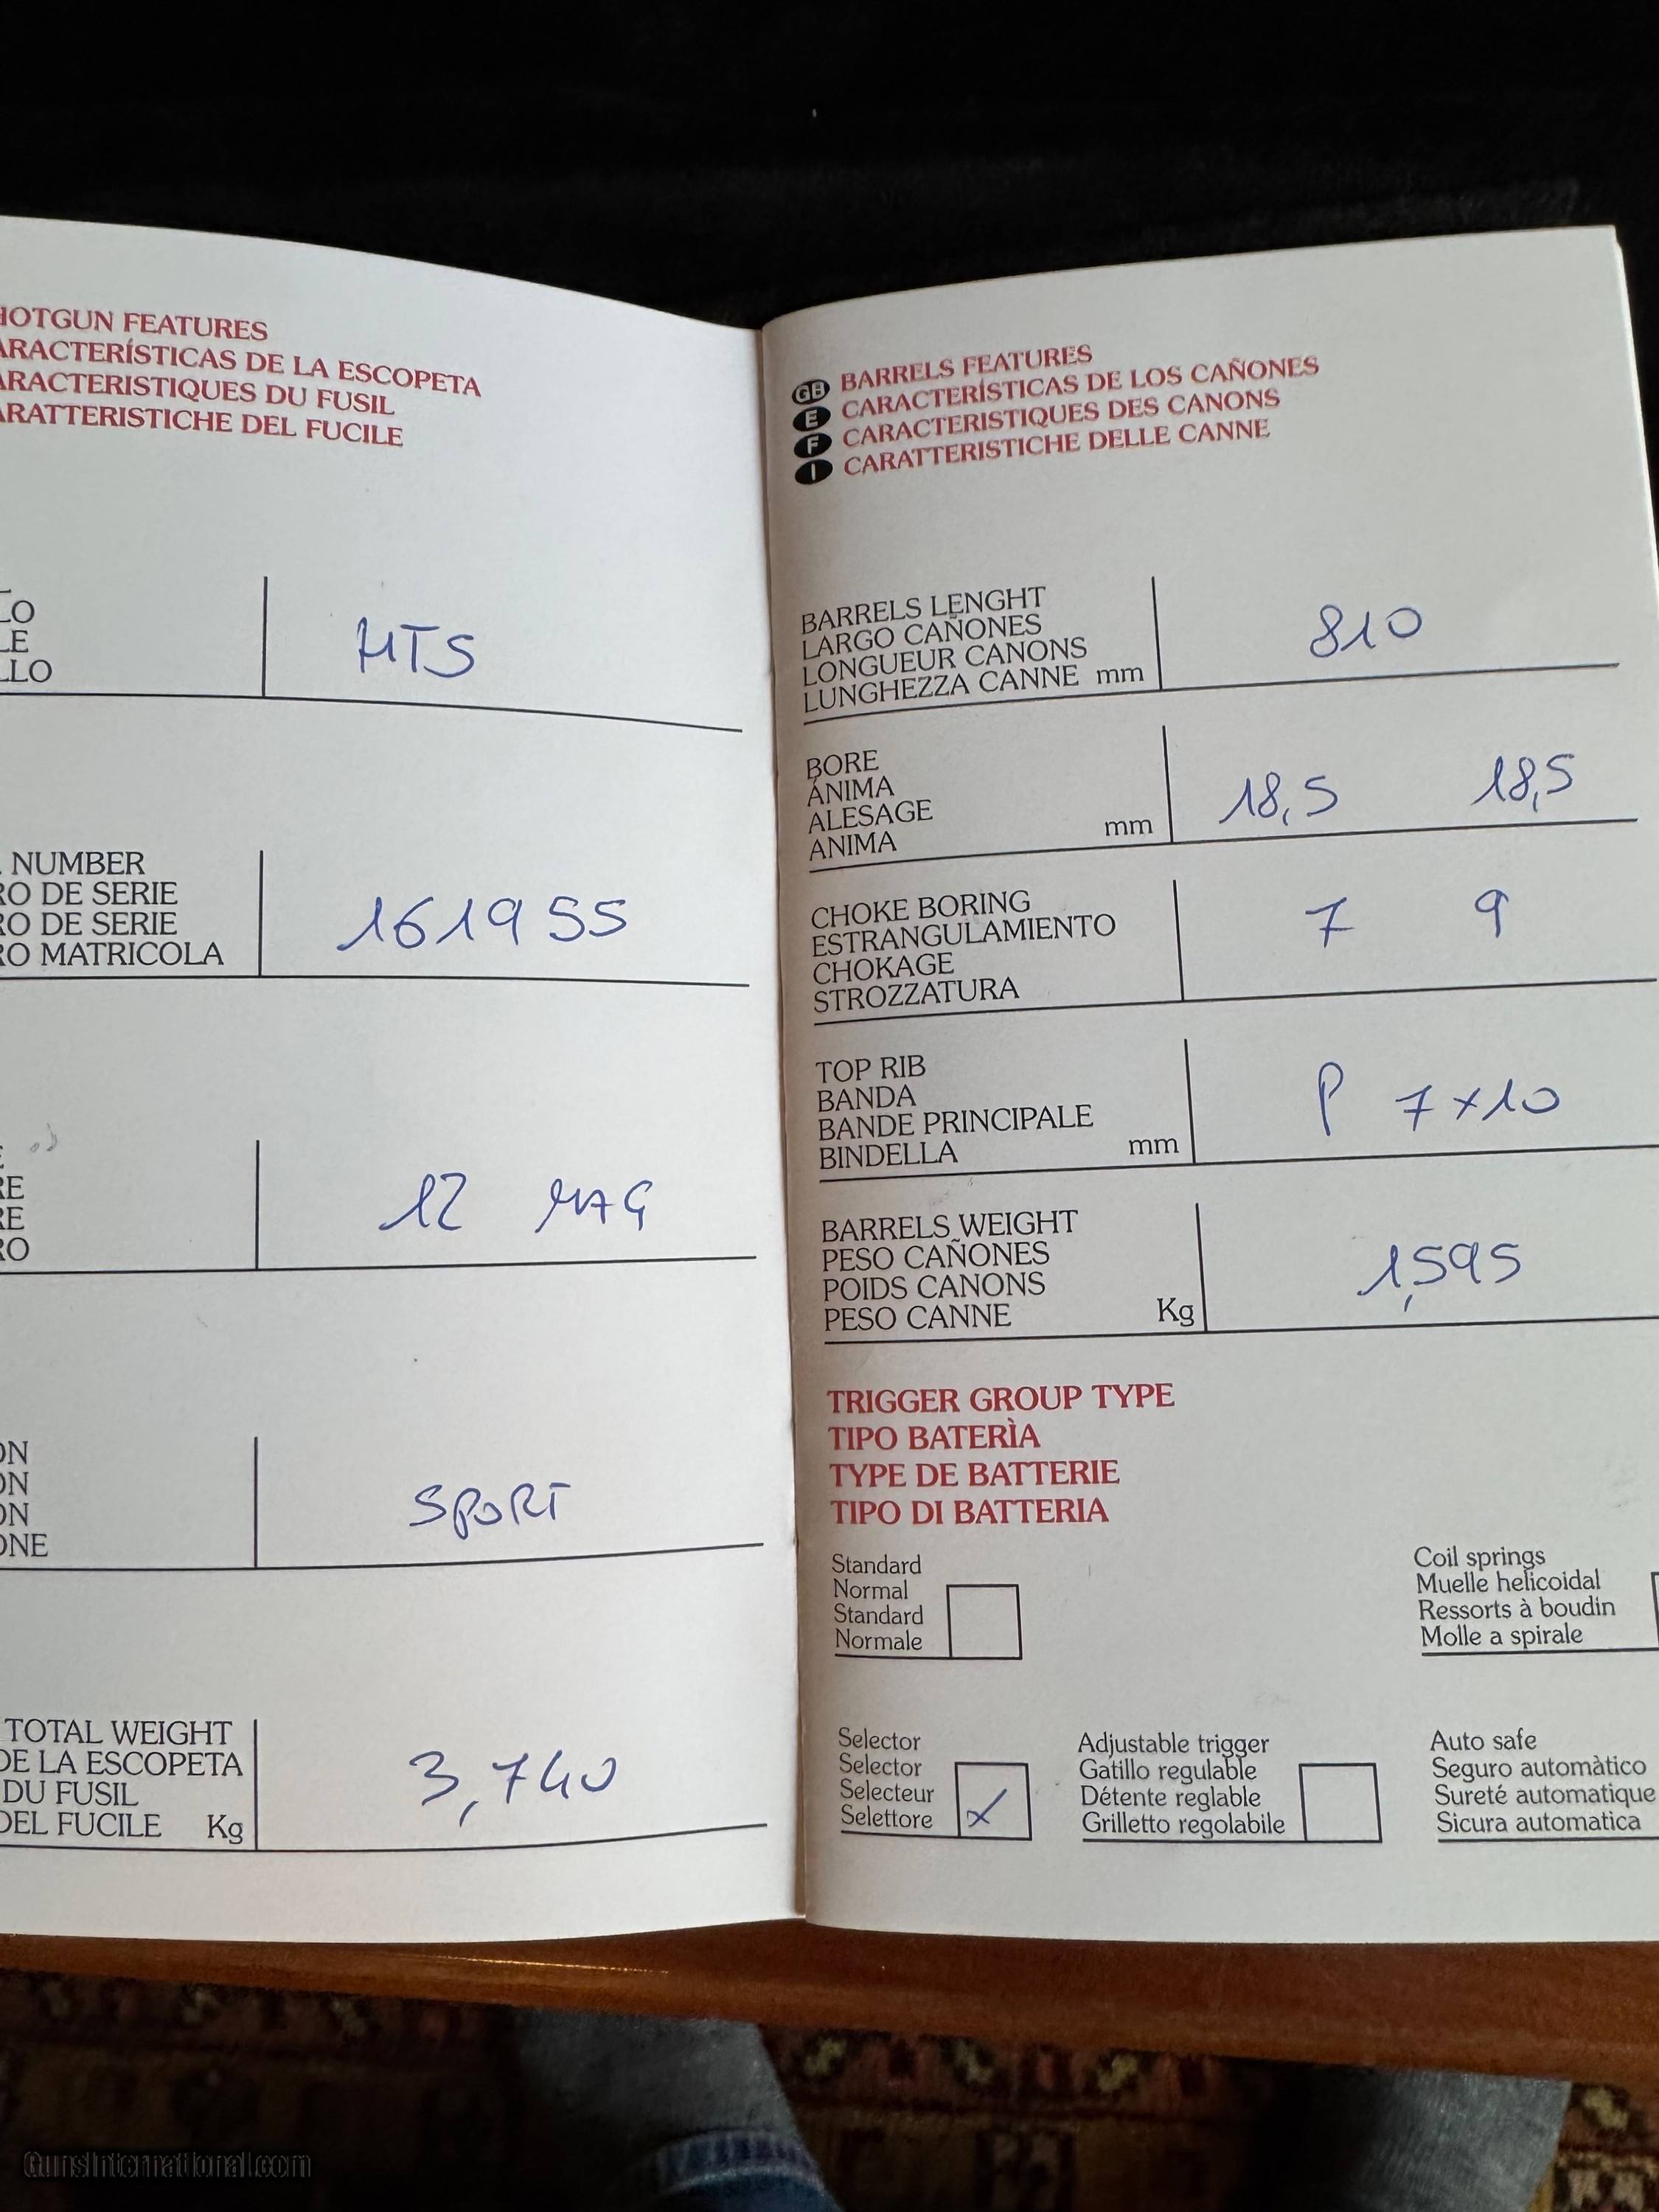 HOTGUN FEATURES
ARACTERÍSTICAS DE LA ESCOPETA
ARACTERISTIQUES DU FUSIL
ARATTERISTICHE DEL FUCILE
LO
LE
LLO
HTS
NUMBER
RO DE SERIE
RO DE SERIE
RO MATRICOLA
161955
E
RE
RE
RO
12 MAG
ON
ON
ON
ONE
SPORT
TOTAL WEIGHT
DE LA ESCOPETA
DU FUSIL
DEL FUCILE Kg
3,740
GB BARRELS FEATURES
E CARACTERÍSTICAS DE LOS CAÑONES
F CARACTERISTIQUES DES CANONS
I CARATTERISTICHE DELLE CANNE
BARRELS LENGHT
LARGO CAÑONES
LONGUEUR CANONS
LUNGHEZZA CANNE mm
810
BORE
ÁNIMA
ALESAGE
ANIMA mm
18,5 18,5
CHOKE BORING
ESTRANGULAMIENTO
CHOKAGE
STROZZATURA
7 9
TOP RIB
BANDA
BANDE PRINCIPALE
BINDELLA mm
P 7x10
BARRELS WEIGHT
PESO CAÑONES
POIDS CANONS
PESO CANNE Kg
1,595
TRIGGER GROUP TYPE
TIPO BATERÌA
TYPE DE BATTERIE
TIPO DI BATTERIA
Standard
Normal
Standard
Normale
Coil springs
Muelle helicoidal
Ressorts à boudin
Molle a spirale
Selector
Selector
Selecteur
Selettore
x
Adjustable trigger
Gatillo regulable
Détente reglable
Grilletto regolabile
Auto safe
Seguro automàtico
Sureté automatique
Sicura automatica
GunsInternational.com